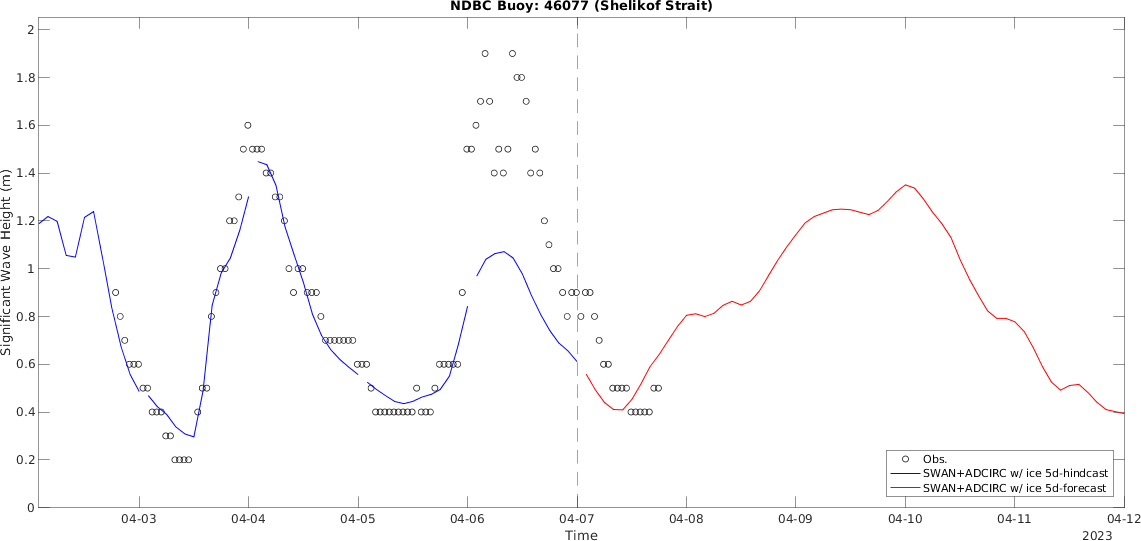 NDBC Buoy: 46077 (Shelikof Strait)
Significant Wave Height (m)
2
1.8
1.6
1.4
1.2
1
0.8
0.6
0.4
0.2
0
Obs.
SWAN+ADCIRC w/ ice 5d-hindcast
SWAN+ADCIRC w/ ice 5d-forecast
04-03 04-04 04-05 04-06 04-07 04-08 04-09 04-10 04-11 04-12
Time
2023